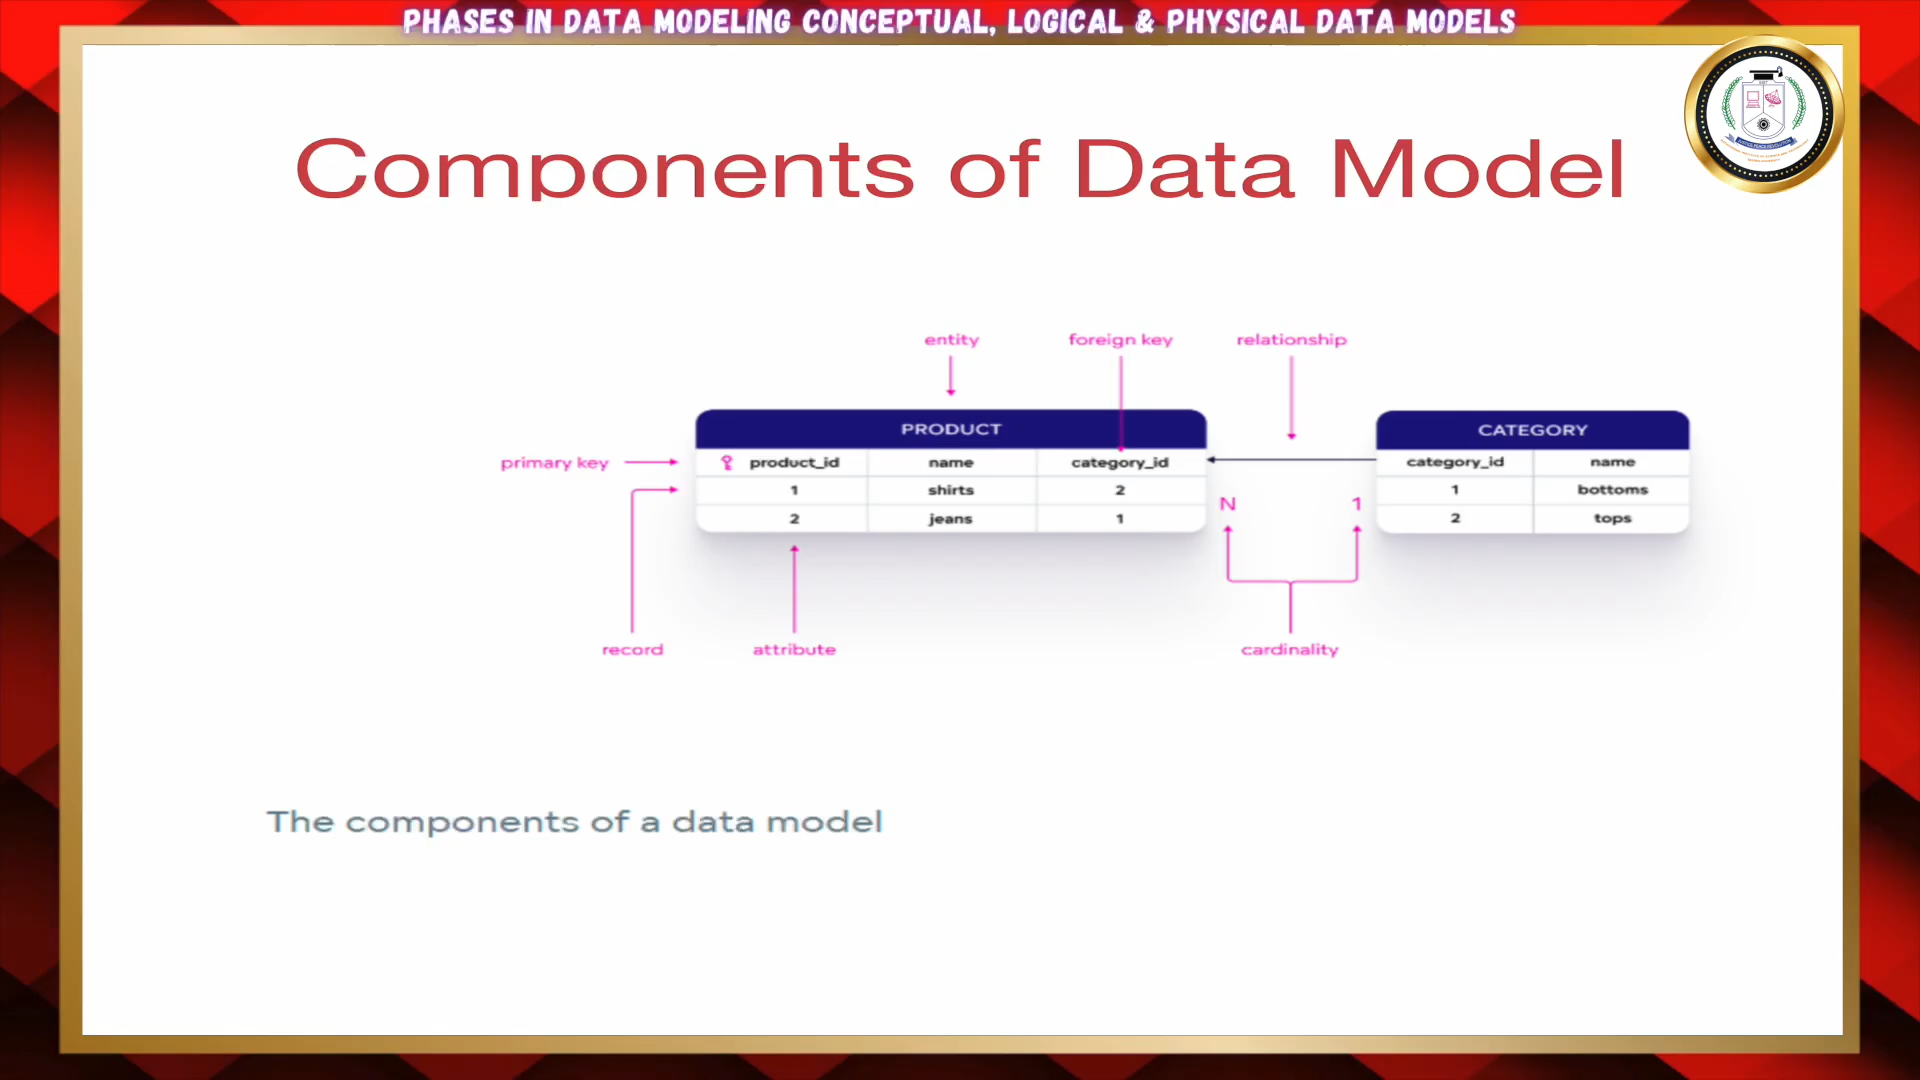 PHASES IN DATA MODELING CONCEPTUAL, LOGICAL & PHYSICAL DATA MODELS
Components of Data Model
entity foreign key relationship
PRODUCT CATEGORY
primary key product_id name category_id category_id name
1 shirts 2 1 bottoms
N 1
2 jeans 1 2 tops
record attribute cardinality
The components of a data model